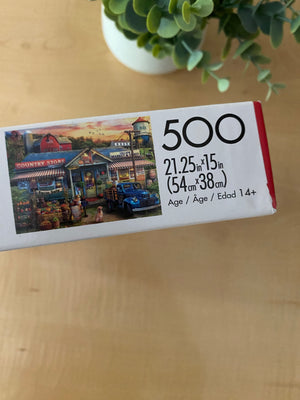 COUNTRY STORE
500
21.25in x 15in
(54cm x 38cm)
Age / Âge / Edad 14+